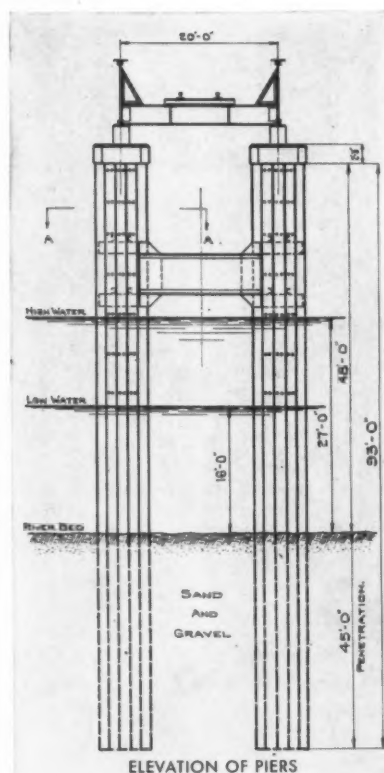 20'-0"
A
A
HIGH WATER
LOW WATER
48'-0"
27'-0"
93'-0"
16'-0"
RIVER BED
SAND
AND
GRAVEL
45'-0"
PENETRATION.
ELEVATION OF PIERS